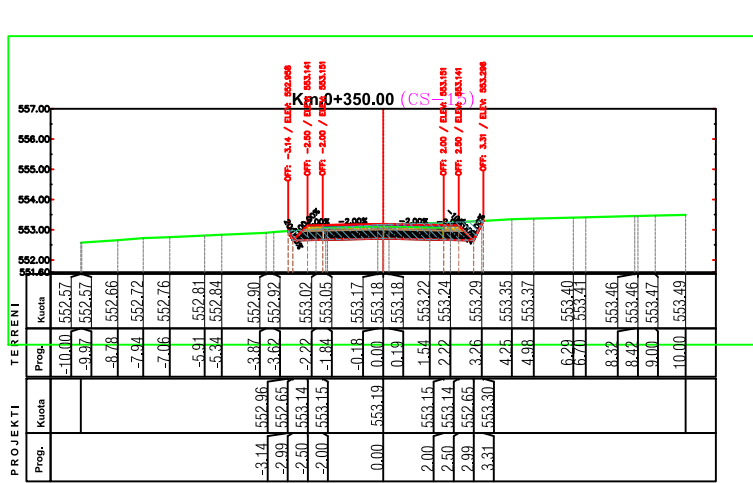 Km.0+350.00 (CS-15)
OFF: -3.14 / ELEV: 552.958
OFF: -2.50 / ELEV: 553.141
OFF: -2.00 / ELEV: 553.151
OFF: 2.00 / ELEV: 553.151
OFF: 2.50 / ELEV: 553.141
OFF: 3.31 / ELEV: 553.298
557.00
556.00
555.00
554.00
553.00
552.00
551.60
-2.00% -2.00%
TERRENI
Kuota 552.57 552.57 552.66 552.72 552.76 552.81 552.84 552.90 552.92 553.02 553.05 553.17 553.18 553.18 553.22 553.24 553.29 553.35 553.37 553.40 553.41 553.46 553.46 553.47 553.49
Prog. -10.00 -9.97 -8.78 -7.94 -7.06 -5.91 -5.34 -3.87 -3.62 -2.22 -1.84 -0.18 0.00 0.19 1.54 2.22 3.26 4.25 4.98 6.29 6.70 8.32 8.42 9.00 10.00
PROJEKTI
Kuota 552.96 552.65 553.14 553.15 553.19 553.15 553.14 552.65 553.30
Prog. -3.14 -2.99 -2.50 -2.00 0.00 2.00 2.50 2.99 3.31